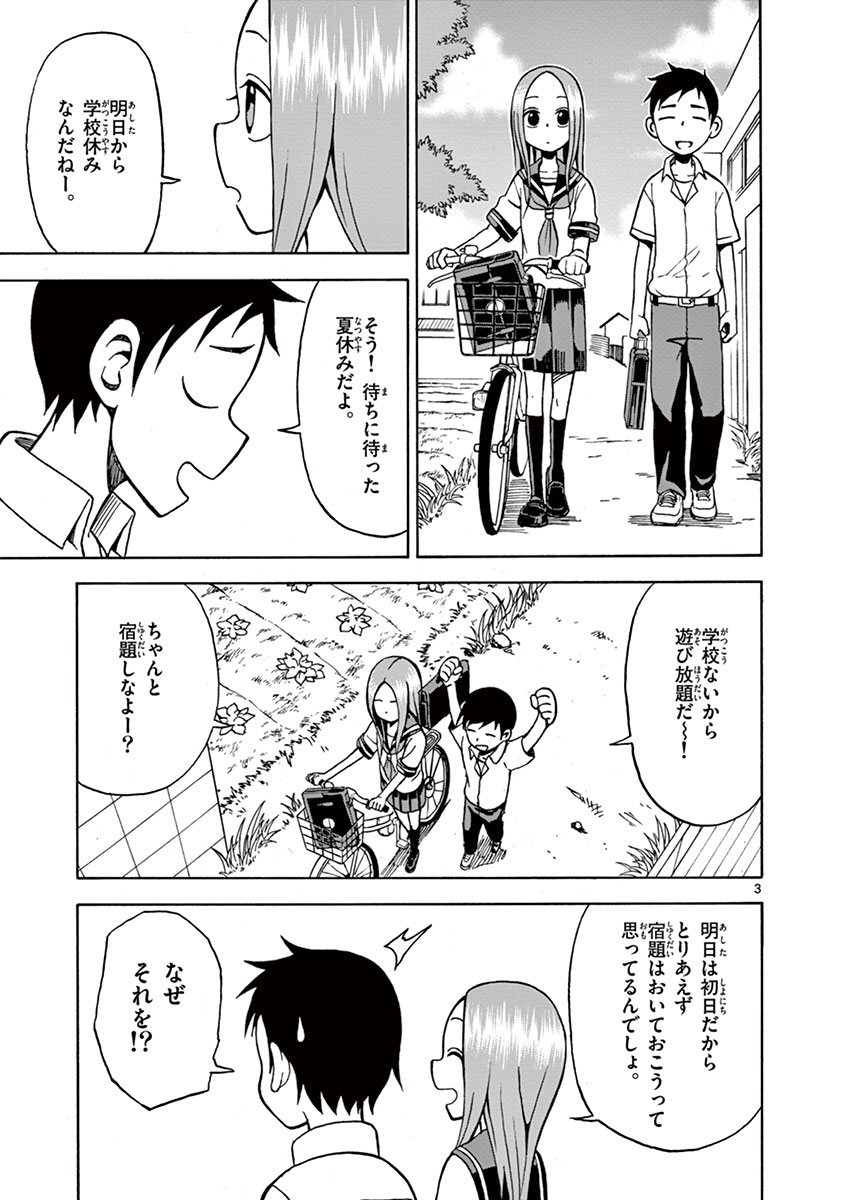 明日から
学校休み
なんだねー。
そう！待ちに待った
夏休みだよ。
学校ないから
遊び放題だ〜！
ちゃんと
宿題しなよー？
3
明日は初日だから
とりあえず
宿題はおいておこうって
思ってるんでしょ。
なぜ
それを!?